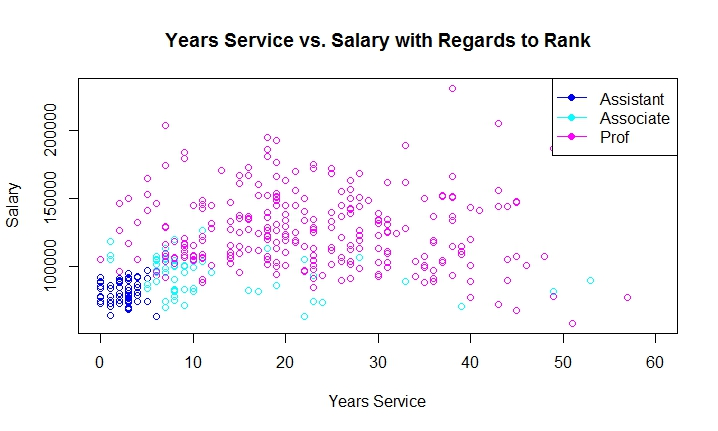 Years Service vs. Salary with Regards to Rank
Assistant
Associate
Prof
Salary
200000
150000
100000
0 10 20 30 40 50 60
Years Service